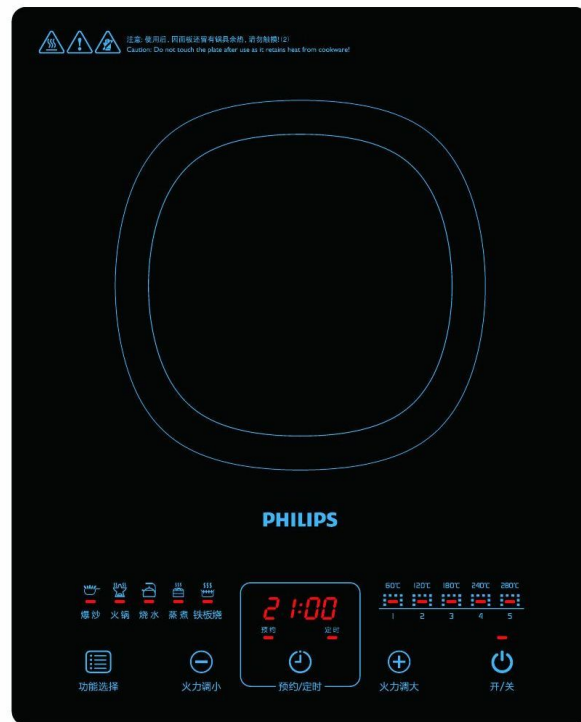 注意: 使用后, 因面板还留有锅具余热, 请勿触摸!(2)
Caution: Do not touch the plate after use as it retains heat from cookware!
PHILIPS
60℃ 120℃ 180℃ 240℃ 280℃
爆炒 火锅 烧水 蒸煮 铁板烧
21:00
1 2 3 4 5
预约 定时
功能选择 火力调小 预约/定时 火力调大 开/关